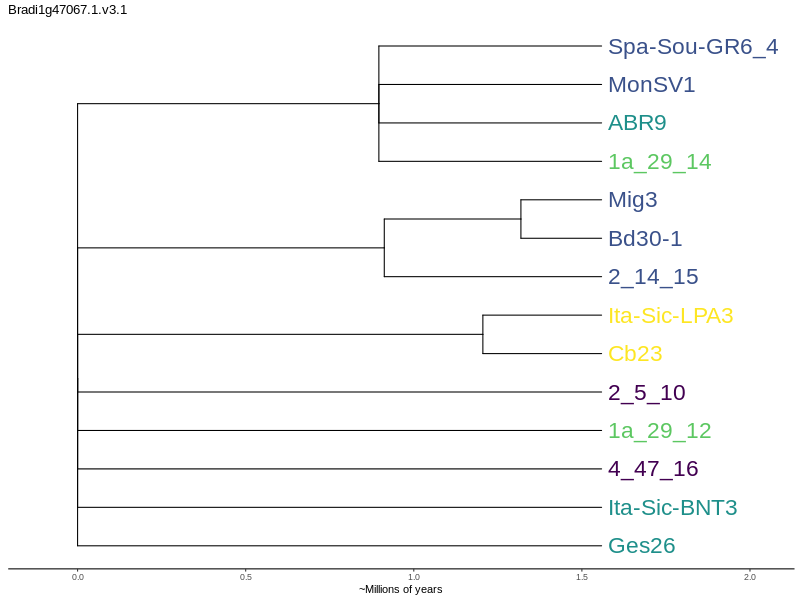 Bradi1g47067.1.v3.1
Spa-Sou-GR6_4
MonSV1
ABR9
1a_29_14
Mig3
Bd30-1
2_14_15
Ita-Sic-LPA3
Cb23
2_5_10
1a_29_12
4_47_16
Ita-Sic-BNT3
Ges26
0.0 0.5 1.0 1.5 2.0
~Millions of years